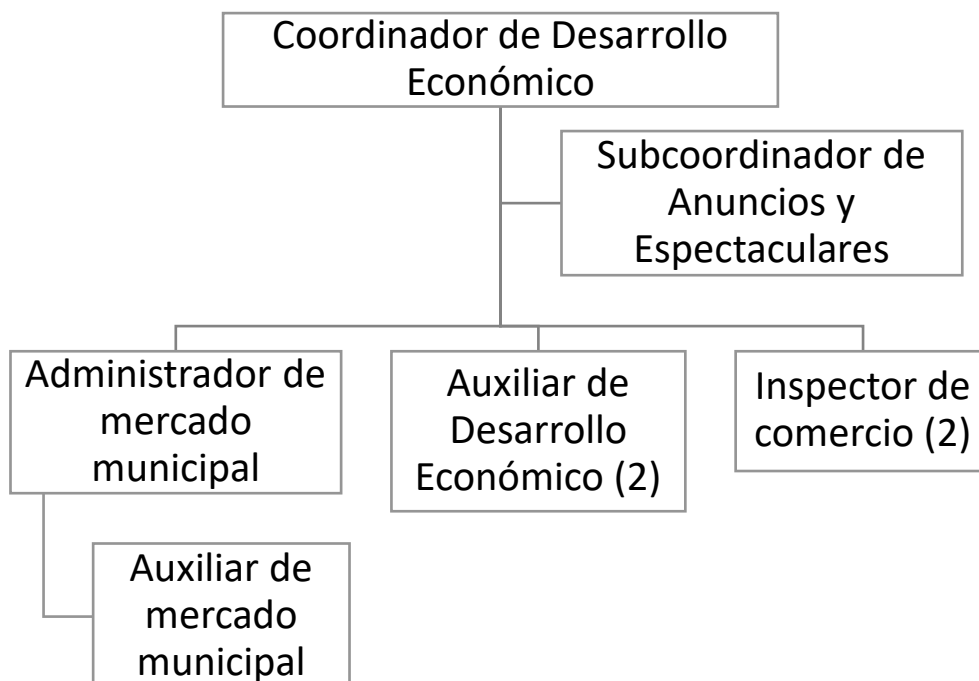 Coordinador de Desarrollo
Económico
Subcoordinador de
Anuncios y
Espectaculares
Administrador de
mercado
municipal
Auxiliar de
Desarrollo
Económico (2)
Inspector de
comercio (2)
Auxiliar de
mercado
municipal